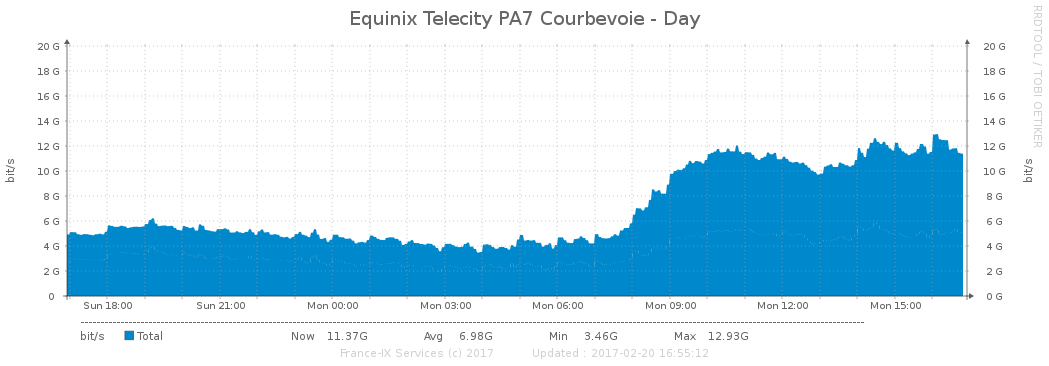 Equinix Telecity PA7 Courbevoie - Day
RRDTOOL / TOBI OETIKER
bit/s
20 G 20 G
18 G 18 G
16 G 16 G
14 G 14 G
12 G 12 G
10 G 10 G
8 G 8 G
6 G 6 G
4 G 4 G
2 G 2 G
0 0 G
bit/s
Sun 18:00 Sun 21:00 Mon 00:00 Mon 03:00 Mon 06:00 Mon 09:00 Mon 12:00 Mon 15:00
bit/s Total Now 11.37G Avg 6.98G Min 3.46G Max 12.93G
France-IX Services (c) 2017 Updated : 2017-02-20 16:55:12